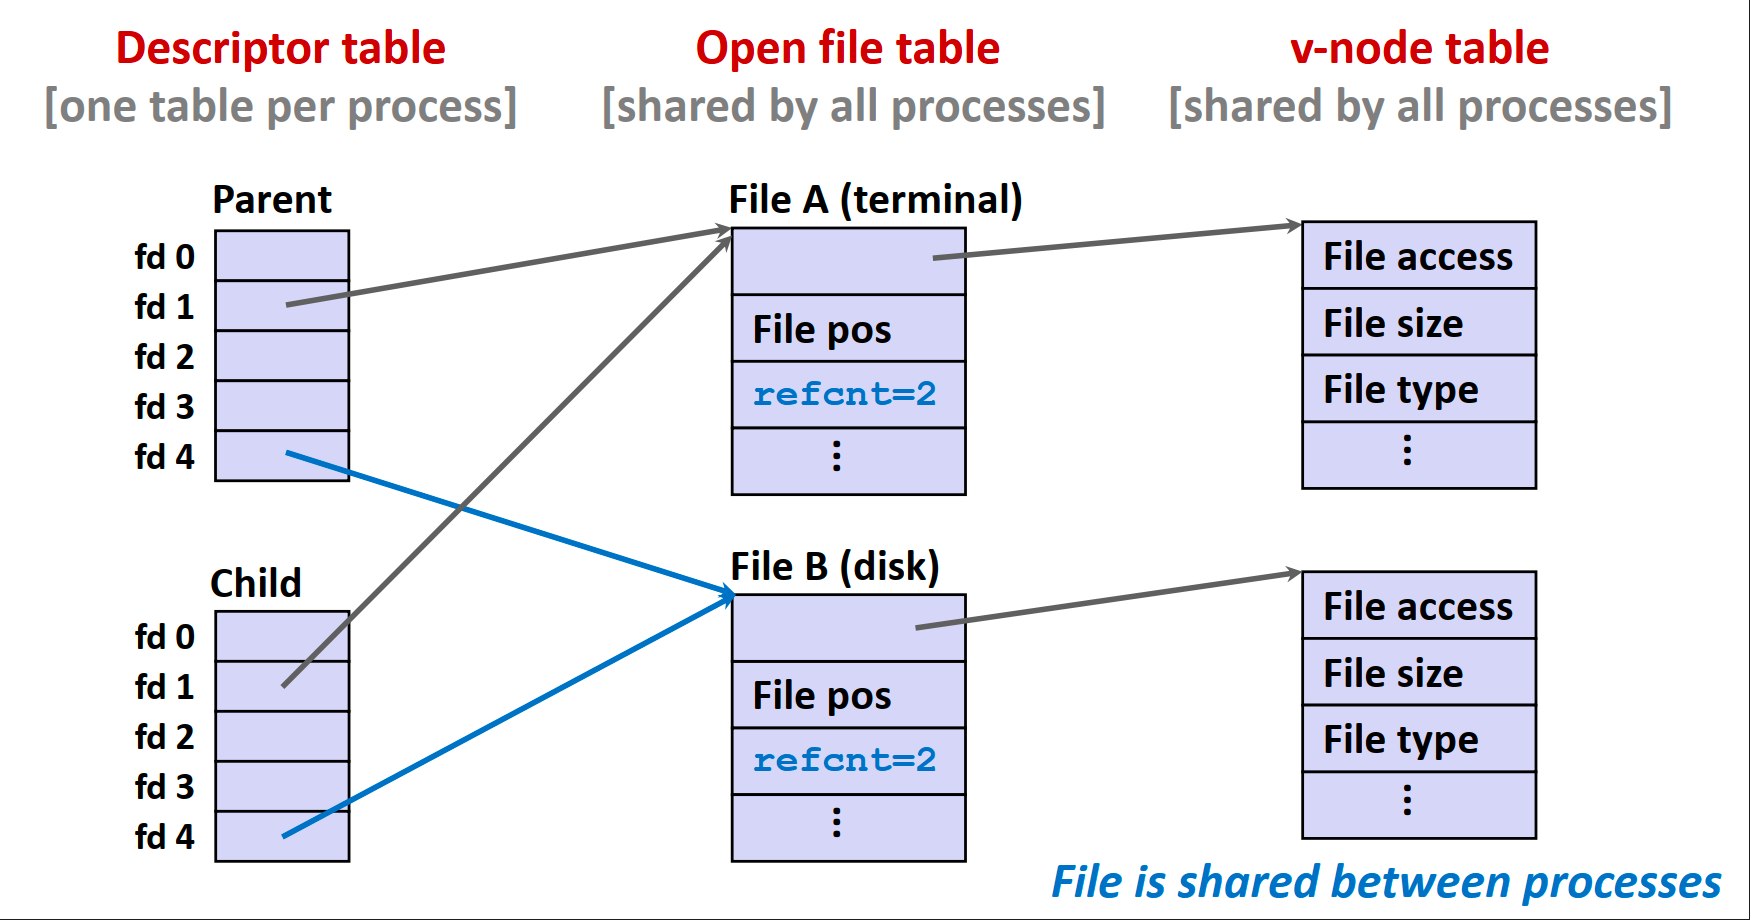 Descriptor table
[one table per process]
Open file table
[shared by all processes]
v-node table
[shared by all processes]
Parent
fd 0
fd 1
fd 2
fd 3
fd 4
Child
fd 0
fd 1
fd 2
fd 3
fd 4
File A (terminal)
File pos
refcnt=2
⋮
File B (disk)
File pos
refcnt=2
⋮
File access
File size
File type
⋮
File access
File size
File type
⋮
File is shared between processes